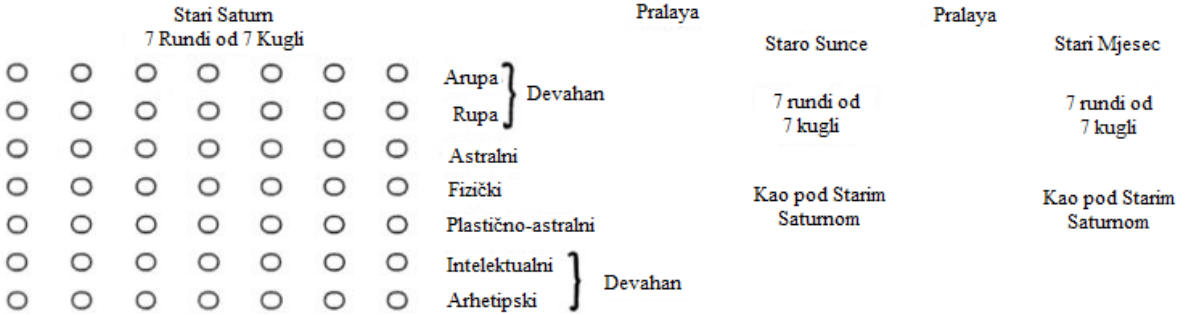 Stari Saturn
7 Rundi od 7 Kugli
Arupa
Rupa
Devahan
Astralni
Fizički
Plastično-astralni
Intelektualni
Arhetipski
Devahan
Pralaya
Staro Sunce
7 rundi od
7 kugli
Kao pod Starim
Saturnom
Pralaya
Stari Mjesec
7 rundi od
7 kugli
Kao pod Starim
Saturnom